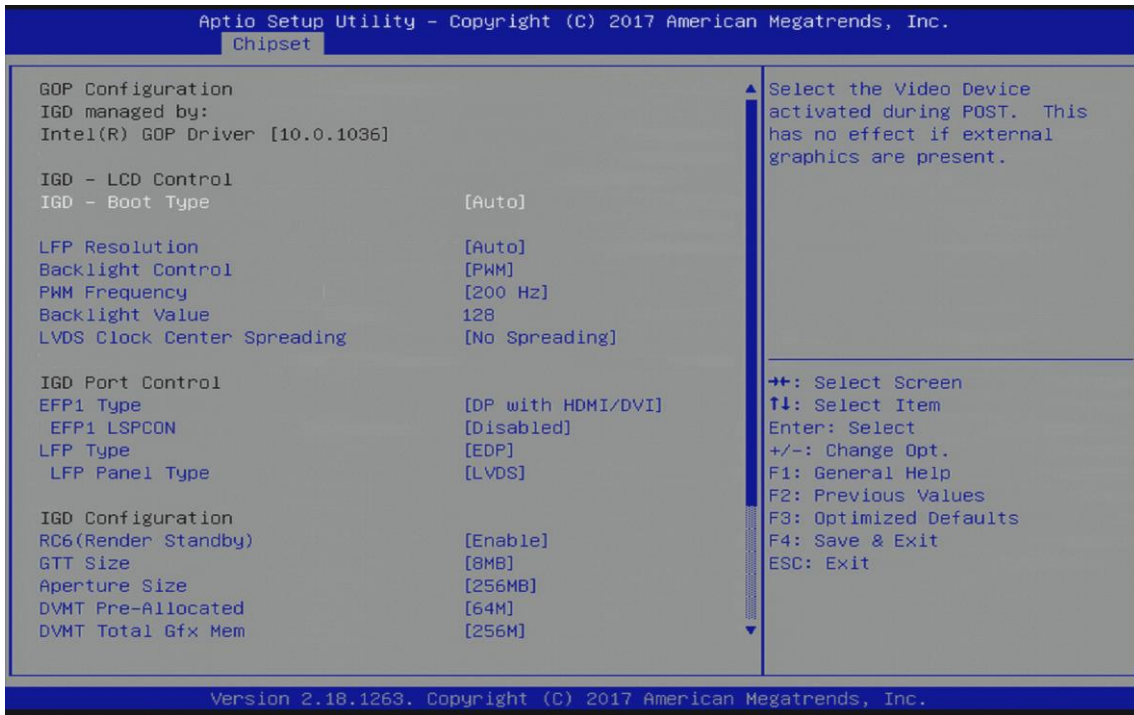 Aptio Setup Utility – Copyright (C) 2017 American Megatrends, Inc.
Chipset
GOP Configuration
IGD managed by:
Intel(R) GOP Driver [10.0.1036]
IGD – LCD Control
IGD – Boot Type [Auto]
LFP Resolution [Auto]
Backlight Control [PWM]
PWM Frequency [200 Hz]
Backlight Value 128
LVDS Clock Center Spreading [No Spreading]
IGD Port Control
EFP1 Type [DP with HDMI/DVI]
EFP1 LSPCON [Disabled]
LFP Type [EDP]
LFP Panel Type [LVDS]
IGD Configuration
RC6(Render Standby) [Enable]
GTT Size [8MB]
Aperture Size [256MB]
DVMT Pre-Allocated [64M]
DVMT Total Gfx Mem [256M]
Select the Video Device
activated during POST. This
has no effect if external
graphics are present.
→←: Select Screen
↑↓: Select Item
Enter: Select
+/-: Change Opt.
F1: General Help
F2: Previous Values
F3: Optimized Defaults
F4: Save & Exit
ESC: Exit
Version 2.18.1263. Copyright (C) 2017 American Megatrends, Inc.